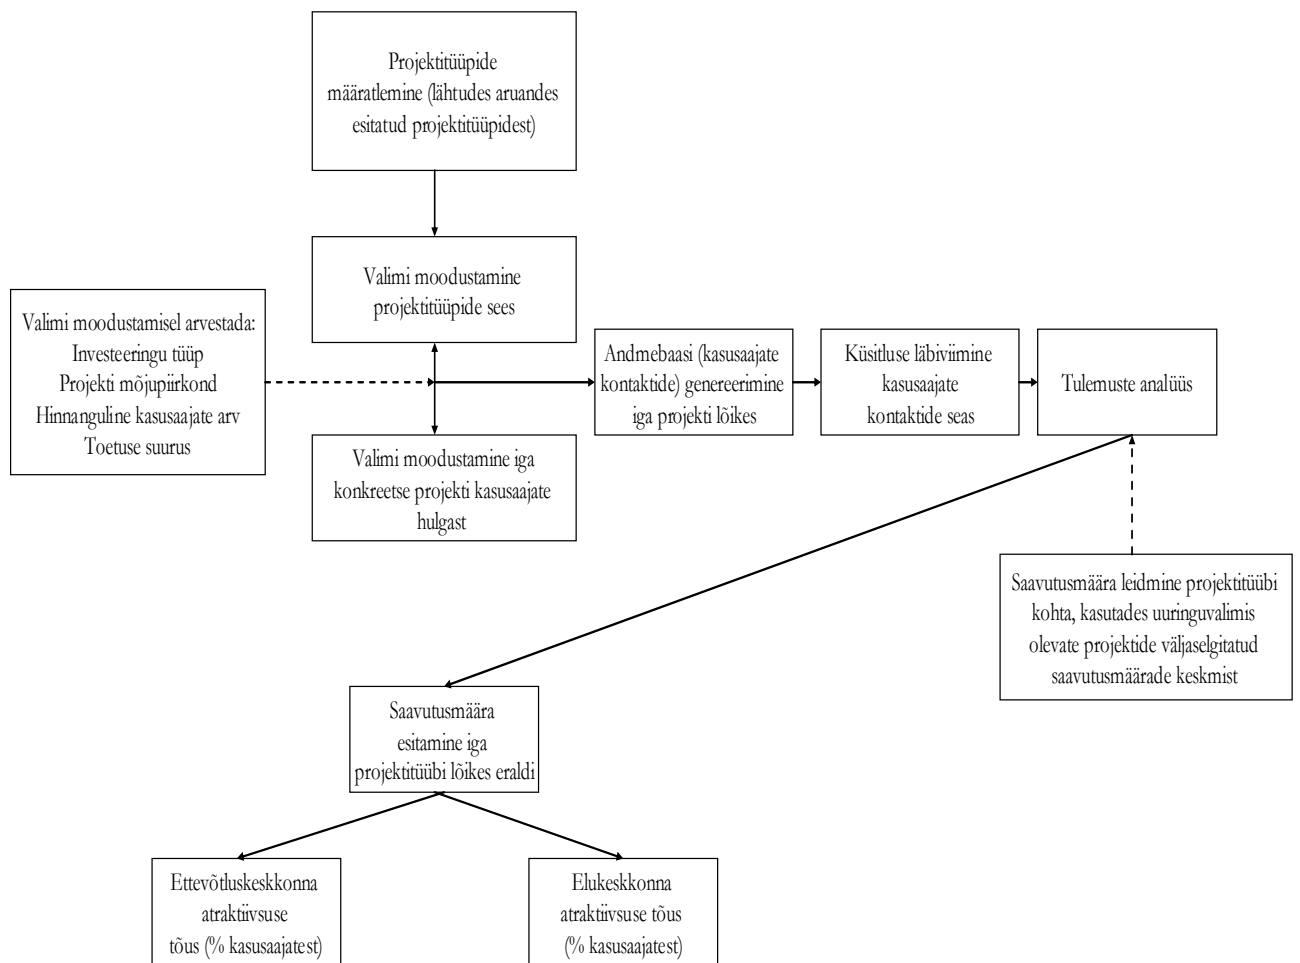 Projektitüüpide
määratlemine (lähtudes aruandes
esitatud projektitüüpidest)
Valimi moodustamine
projektitüüpide sees
Valimi moodustamisel arvestada:
Investeeringu tüüp
Projekti mõjupiirkond
Hinnanguline kasusaajate arv
Toetuse suurus
Valimi moodustamine iga
konkreetse projekti kasusaajate
hulgast
Andmebaasi (kasusaajate
kontaktide) genereerimine
iga projekti lõikes
Küsitluse läbiviimine
kasusaajate
kontaktide seas
Tulemuste analüüs
Saavutusmäära leidmine projektitüübi
kohta, kasutades uuringuvalimis
olevate projektide väljaselgitatud
saavutusmäärade keskmist
Saavutusmäära
esitamine iga
projektitüübi lõikes eraldi
Ettevõtluskeskkonna
atraktiivsuse
tõus (% kasusaajatest)
Elukeskkonna
atraktiivsuse tõus
(% kasusaajatest)